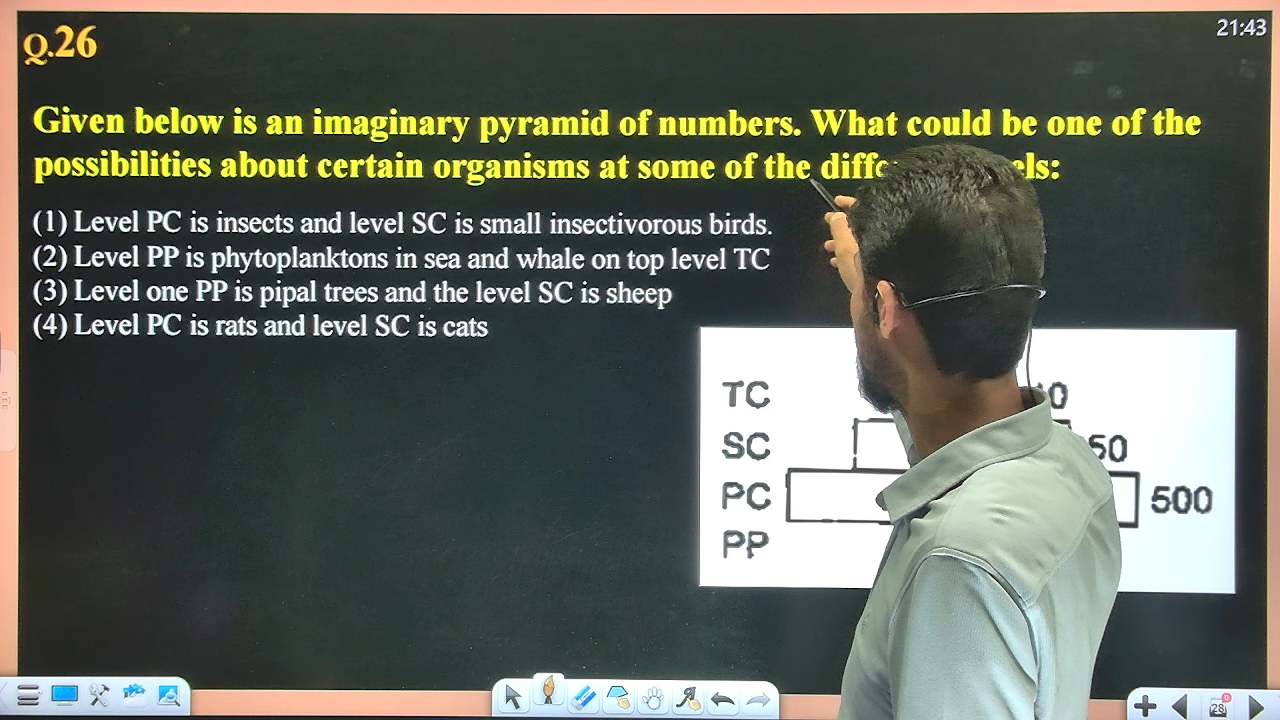 Q.26
21:43
Given below is an imaginary pyramid of numbers. What could be one of the
possibilities about certain organisms at some of the
(1) Level PC is insects and level SC is small insectivorous birds.
(2) Level PP is phytoplanktons in sea and whale on top level TC
(3) Level one PP is pipal trees and the level SC is sheep
(4) Level PC is rats and level SC is cats
TC
SC
PC 500
PP
28